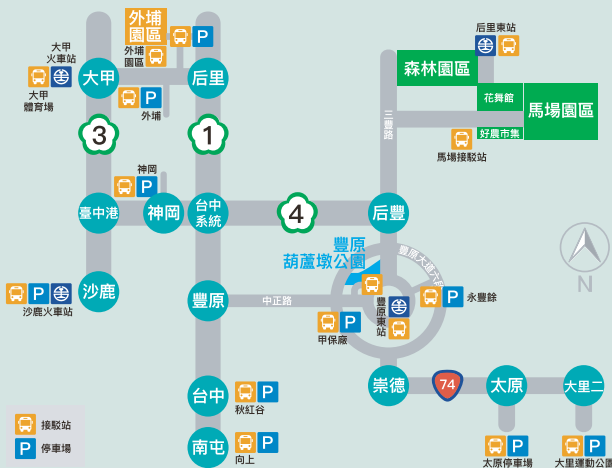 外埔
園區
P
后里東站
大甲
火車站
外埔
園區
大甲
后里
森林園區
大甲
體育場
P
外埔
花舞館
馬場園區
3
1
三豐路
好農市集
馬場接駁站
神岡
P
臺中港
神岡
台中
系統
4
后豐
豐原
葫蘆墩公園
豐原大道六段
N
沙鹿
P
沙鹿火車站
豐原
中正路
豐原東站
P
永豐餘
P
甲保廠
崇德
74
太原
大里二
台中
P
秋紅谷
接駁站
P
停車場
南屯
P
向上
P
太原停車場
P
大里運動公園